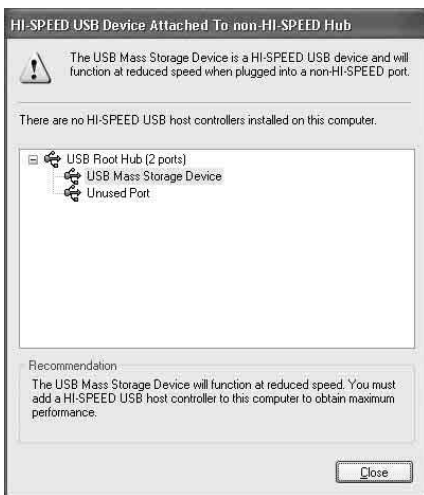 HI-SPEED USB Device Attached To non-HI-SPEED Hub
The USB Mass Storage Device is a HI-SPEED USB device and will
function at reduced speed when plugged into a non-HI-SPEED port.
There are no HI-SPEED USB host controllers installed on this computer.
USB Root Hub (2 ports)
USB Mass Storage Device
Unused Port
Recommendation
The USB Mass Storage Device will function at reduced speed. You must
add a HI-SPEED USB host controller to this computer to obtain maximum
performance.
Close